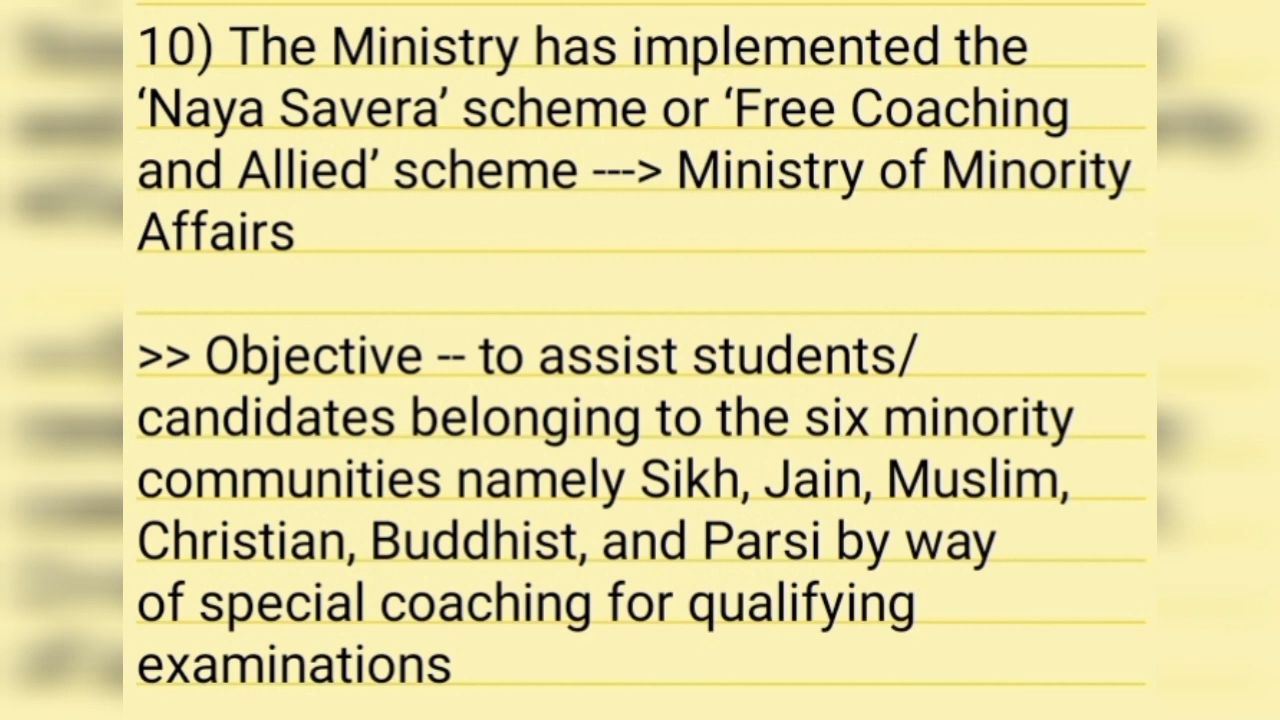 10) The Ministry has implemented the
‘Naya Savera’ scheme or ‘Free Coaching
and Allied’ scheme ---> Ministry of Minority
Affairs
>> Objective -- to assist students/
candidates belonging to the six minority
communities namely Sikh, Jain, Muslim,
Christian, Buddhist, and Parsi by way
of special coaching for qualifying
examinations